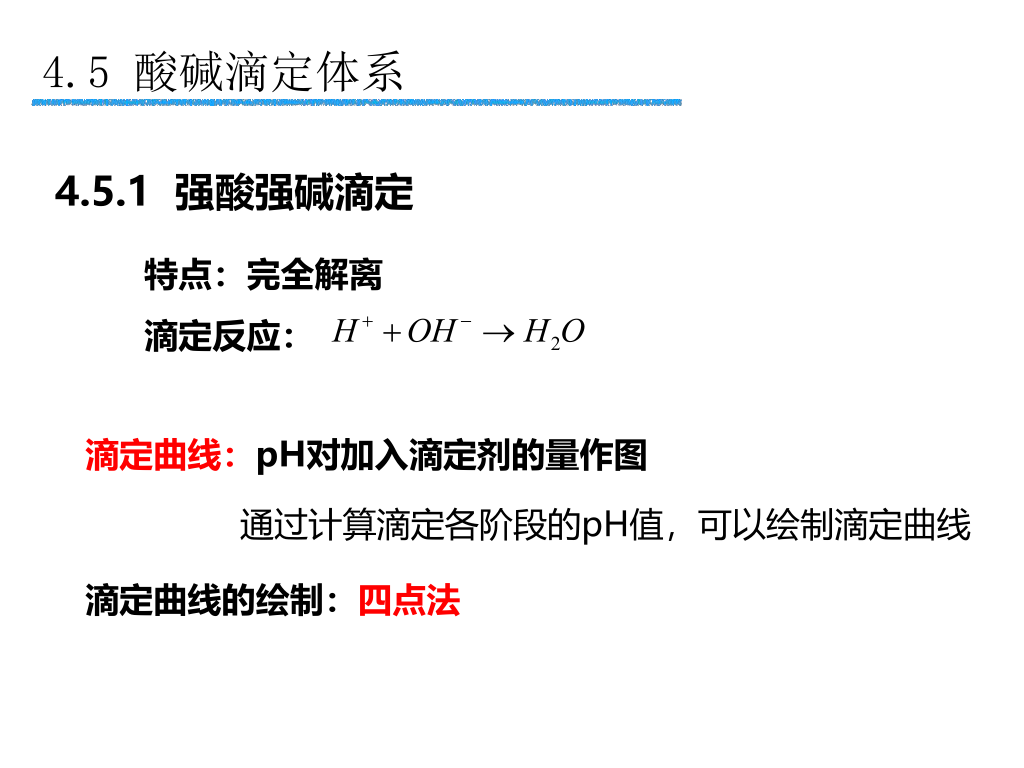 4.5 酸碱滴定体系
4.5.1 强酸强碱滴定
特点：完全解离
滴定反应：H⁺ + OH⁻ → H₂O
滴定曲线：pH对加入滴定剂的量作图
通过计算滴定各阶段的pH值，可以绘制滴定曲线
滴定曲线的绘制：四点法